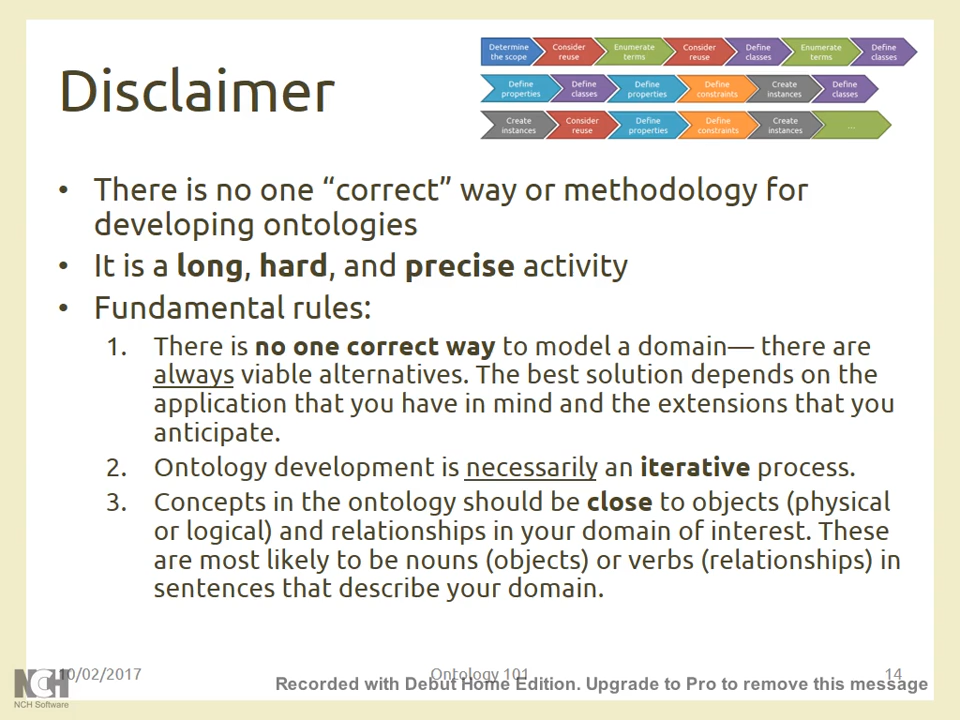 Disclaimer
Determine the scope
Consider reuse
Enumerate terms
Consider reuse
Define classes
Enumerate terms
Define classes
Define properties
Define classes
Define properties
Define constraints
Create instances
Define classes
Create instances
Consider reuse
Define properties
Define constraints
Create instances
...
• There is no one “correct” way or methodology for
developing ontologies
• It is a long, hard, and precise activity
• Fundamental rules:
1. There is no one correct way to model a domain— there are
always viable alternatives. The best solution depends on the
application that you have in mind and the extensions that you
anticipate.
2. Ontology development is necessarily an iterative process.
3. Concepts in the ontology should be close to objects (physical
or logical) and relationships in your domain of interest. These
are most likely to be nouns (objects) or verbs (relationships) in
sentences that describe your domain.
10/02/2017
Ontology 101
14
Recorded with Debut Home Edition. Upgrade to Pro to remove this message
NCH
NCH Software